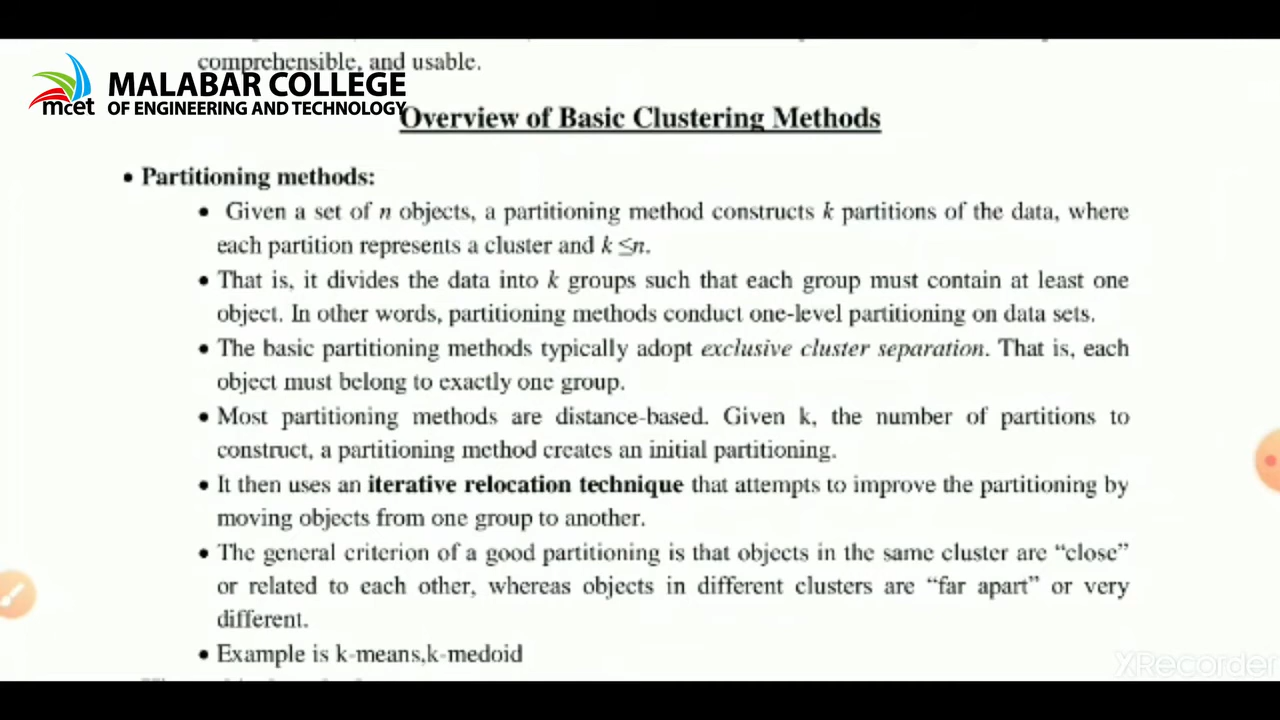 comprehensible, and usable.
MALABAR COLLEGE
OF ENGINEERING AND TECHNOLOGY
mcet
Overview of Basic Clustering Methods
• Partitioning methods:
• Given a set of n objects, a partitioning method constructs k partitions of the data, where
each partition represents a cluster and k ≤n.
• That is, it divides the data into k groups such that each group must contain at least one
object. In other words, partitioning methods conduct one-level partitioning on data sets.
• The basic partitioning methods typically adopt exclusive cluster separation. That is, each
object must belong to exactly one group.
• Most partitioning methods are distance-based. Given k, the number of partitions to
construct, a partitioning method creates an initial partitioning.
• It then uses an iterative relocation technique that attempts to improve the partitioning by
moving objects from one group to another.
• The general criterion of a good partitioning is that objects in the same cluster are “close”
or related to each other, whereas objects in different clusters are “far apart” or very
different.
• Example is k-means,k-medoid
XRecorder